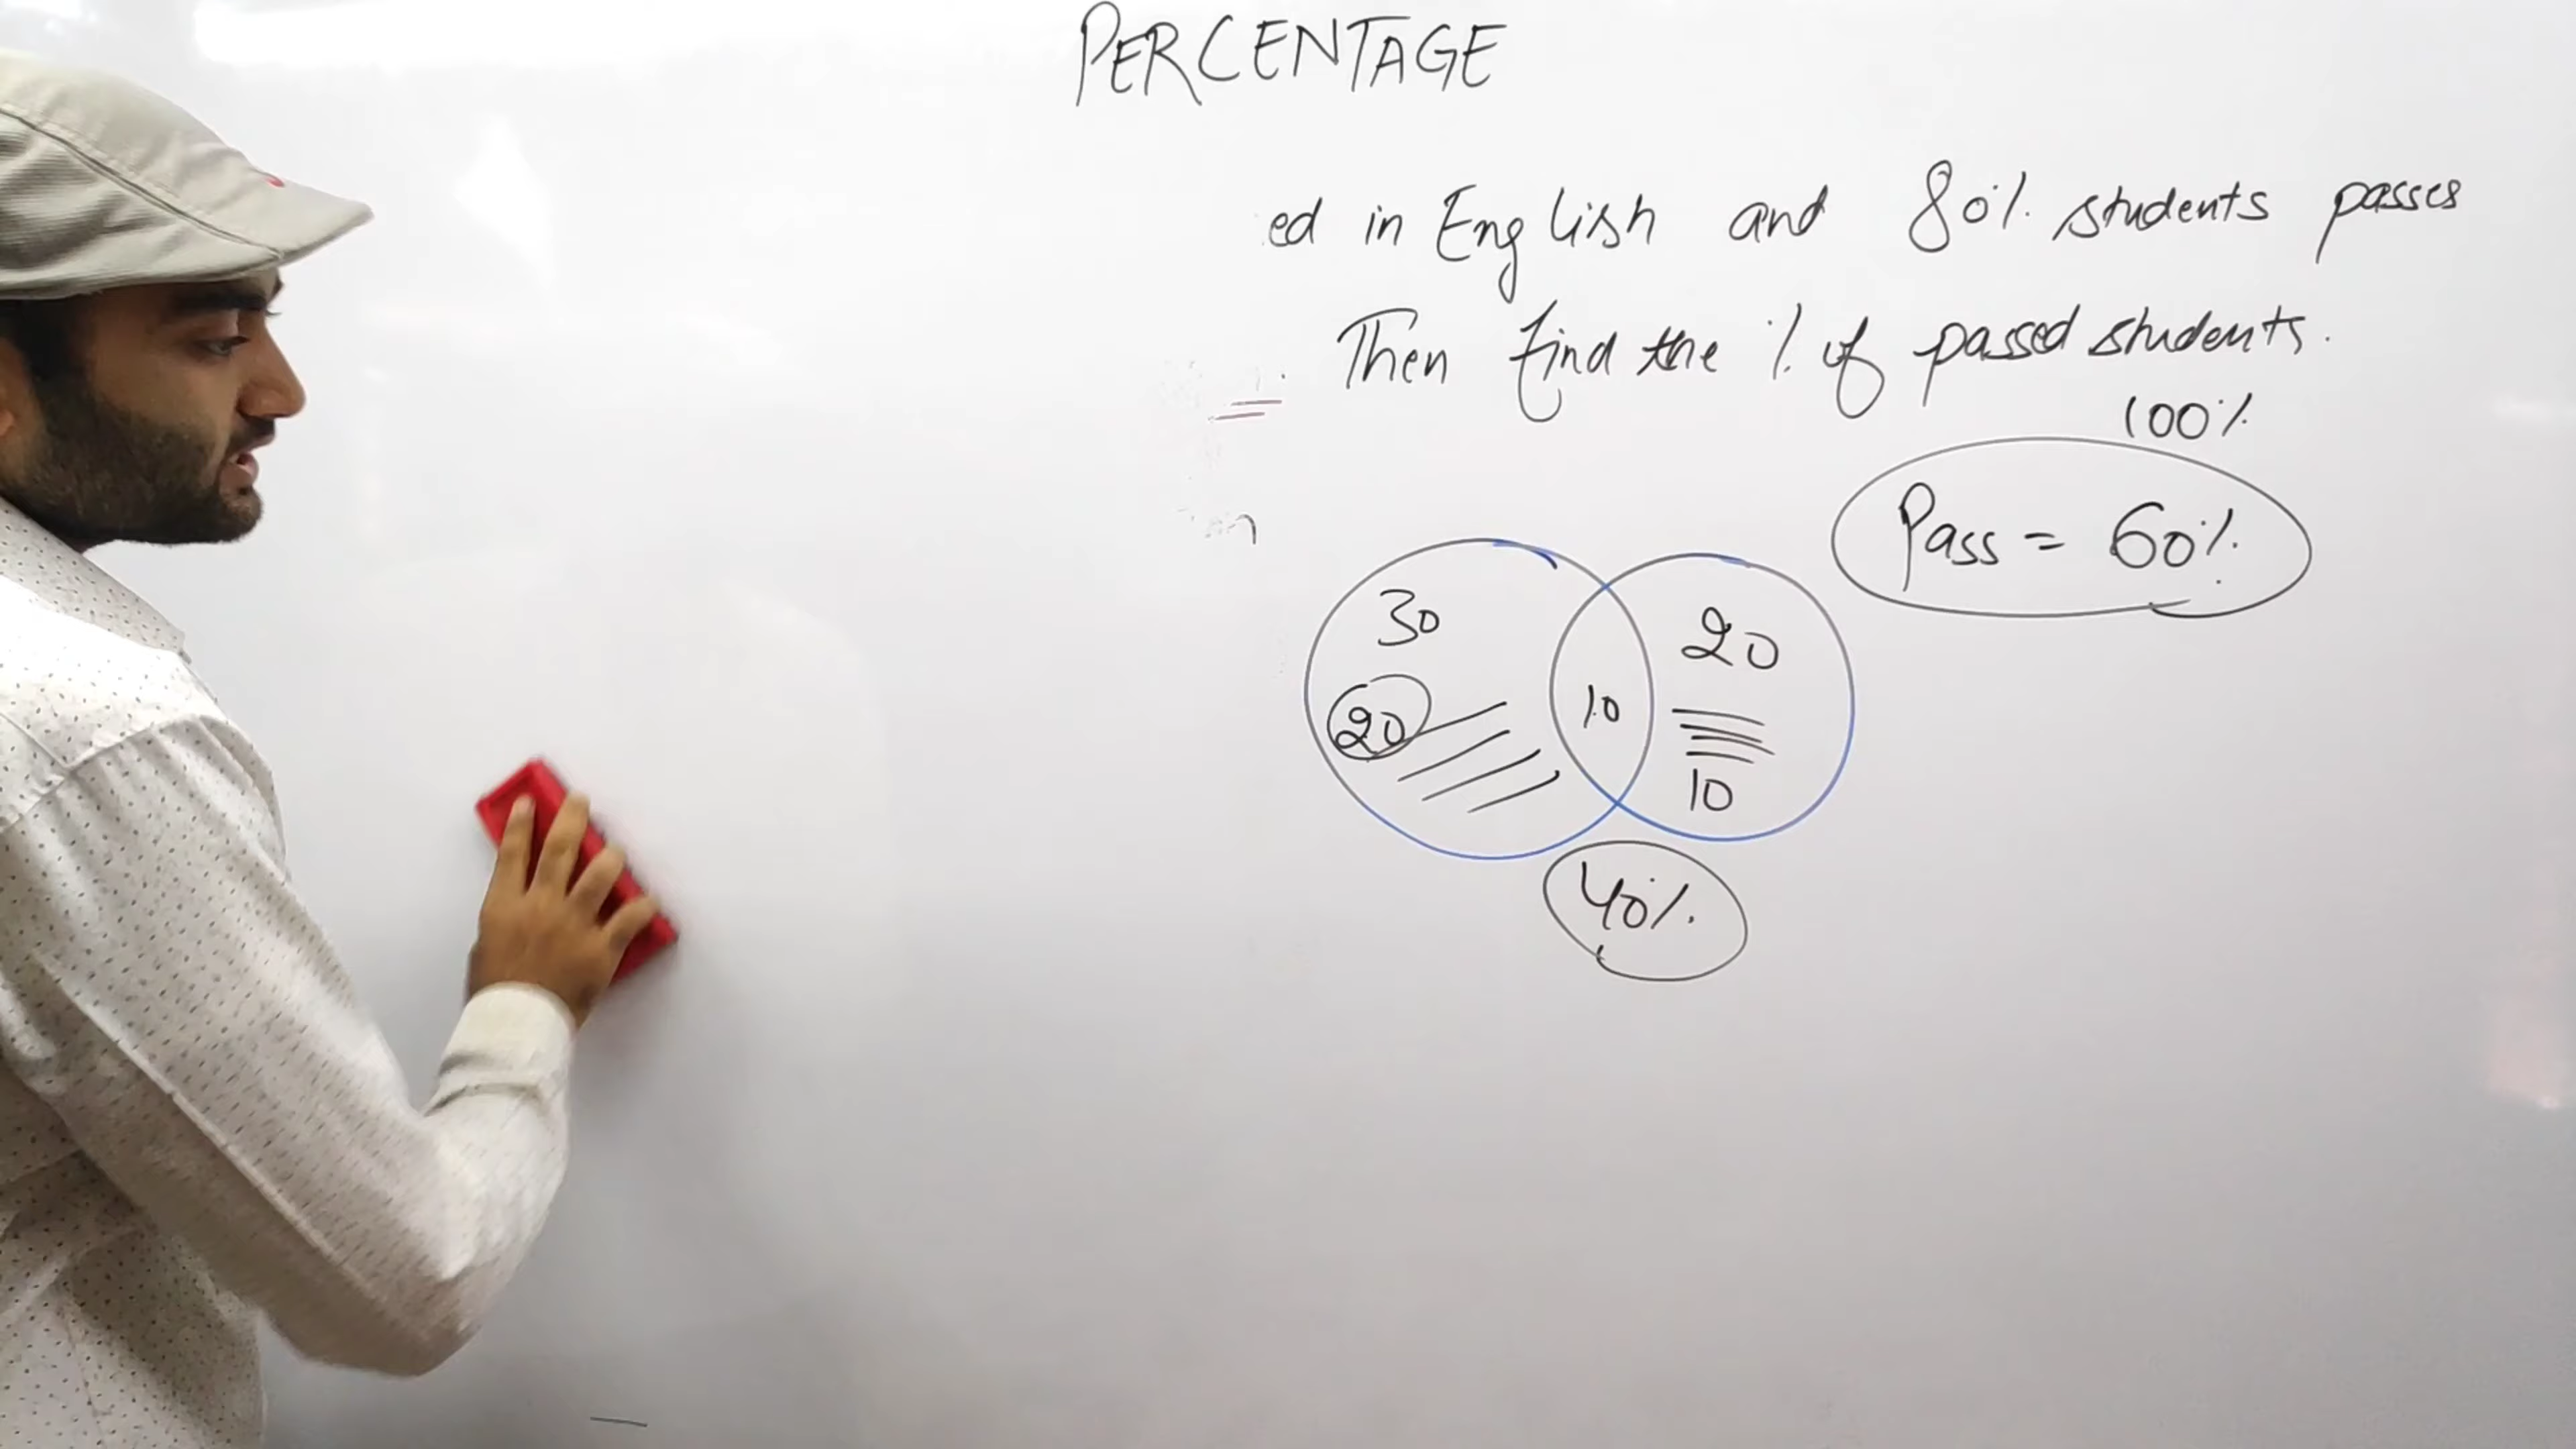 PERCENTAGE
ed in English and 80% students passes
Then find the % of passed students.
100%
Pass = 60%
30
20
20
10
10
40%